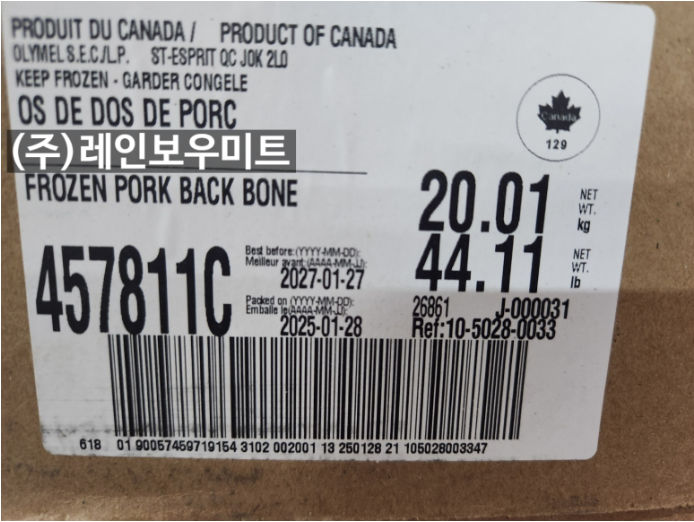 PRODUIT DU CANADA / PRODUCT OF CANADA
OLYMEL S.E.C./L.P. ST-ESPRIT QC J0K 2L0
KEEP FROZEN - GARDER CONGELE
OS DE DOS DE PORC
(주)레인보우미트
FROZEN PORK BACK BONE
Canada
129
20.01 NET WT. kg
44.11 NET WT. lb
457811C
Best before:(YYYY-MM-DD):
Meilleur avant:(AAAA-MM-JJ):
2027-01-27
Packed on (YYYY-MM-DD):
Emballe le(AAAA-MM-JJ):
2025-01-28
26861 J-000031
Ref:10-5028-0033
618 01 90057459719154 3102 002001 13 250128 21 105028003347